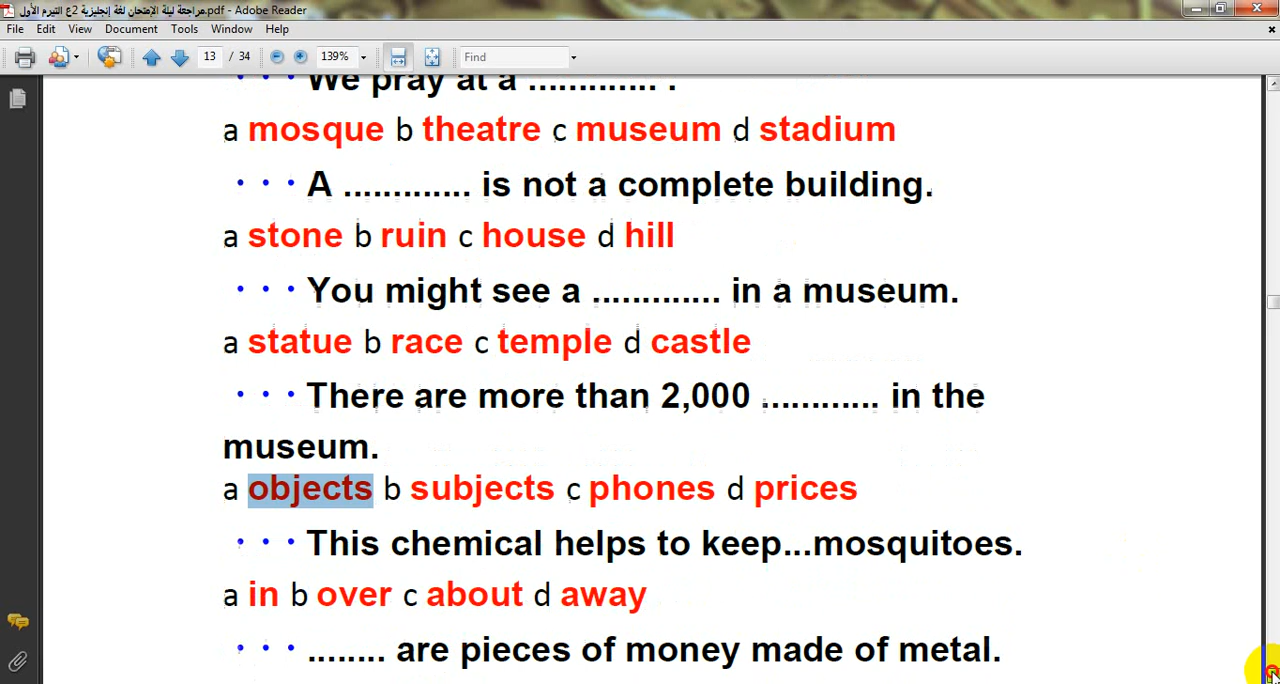 مراجعة ليلة الإمتحان لغة إنجليزية 2ع التيرم الأول.pdf - Adobe Reader
File Edit View Document Tools Window Help
13 / 34 139% Find
• • • We pray at a ............. .
a mosque b theatre c museum d stadium
• • • A ............. is not a complete building.
a stone b ruin c house d hill
• • • You might see a ............. in a museum.
a statue b race c temple d castle
• • • There are more than 2,000 ............ in the
museum.
a objects b subjects c phones d prices
• • • This chemical helps to keep...mosquitoes.
a in b over c about d away
• • • ........ are pieces of money made of metal.